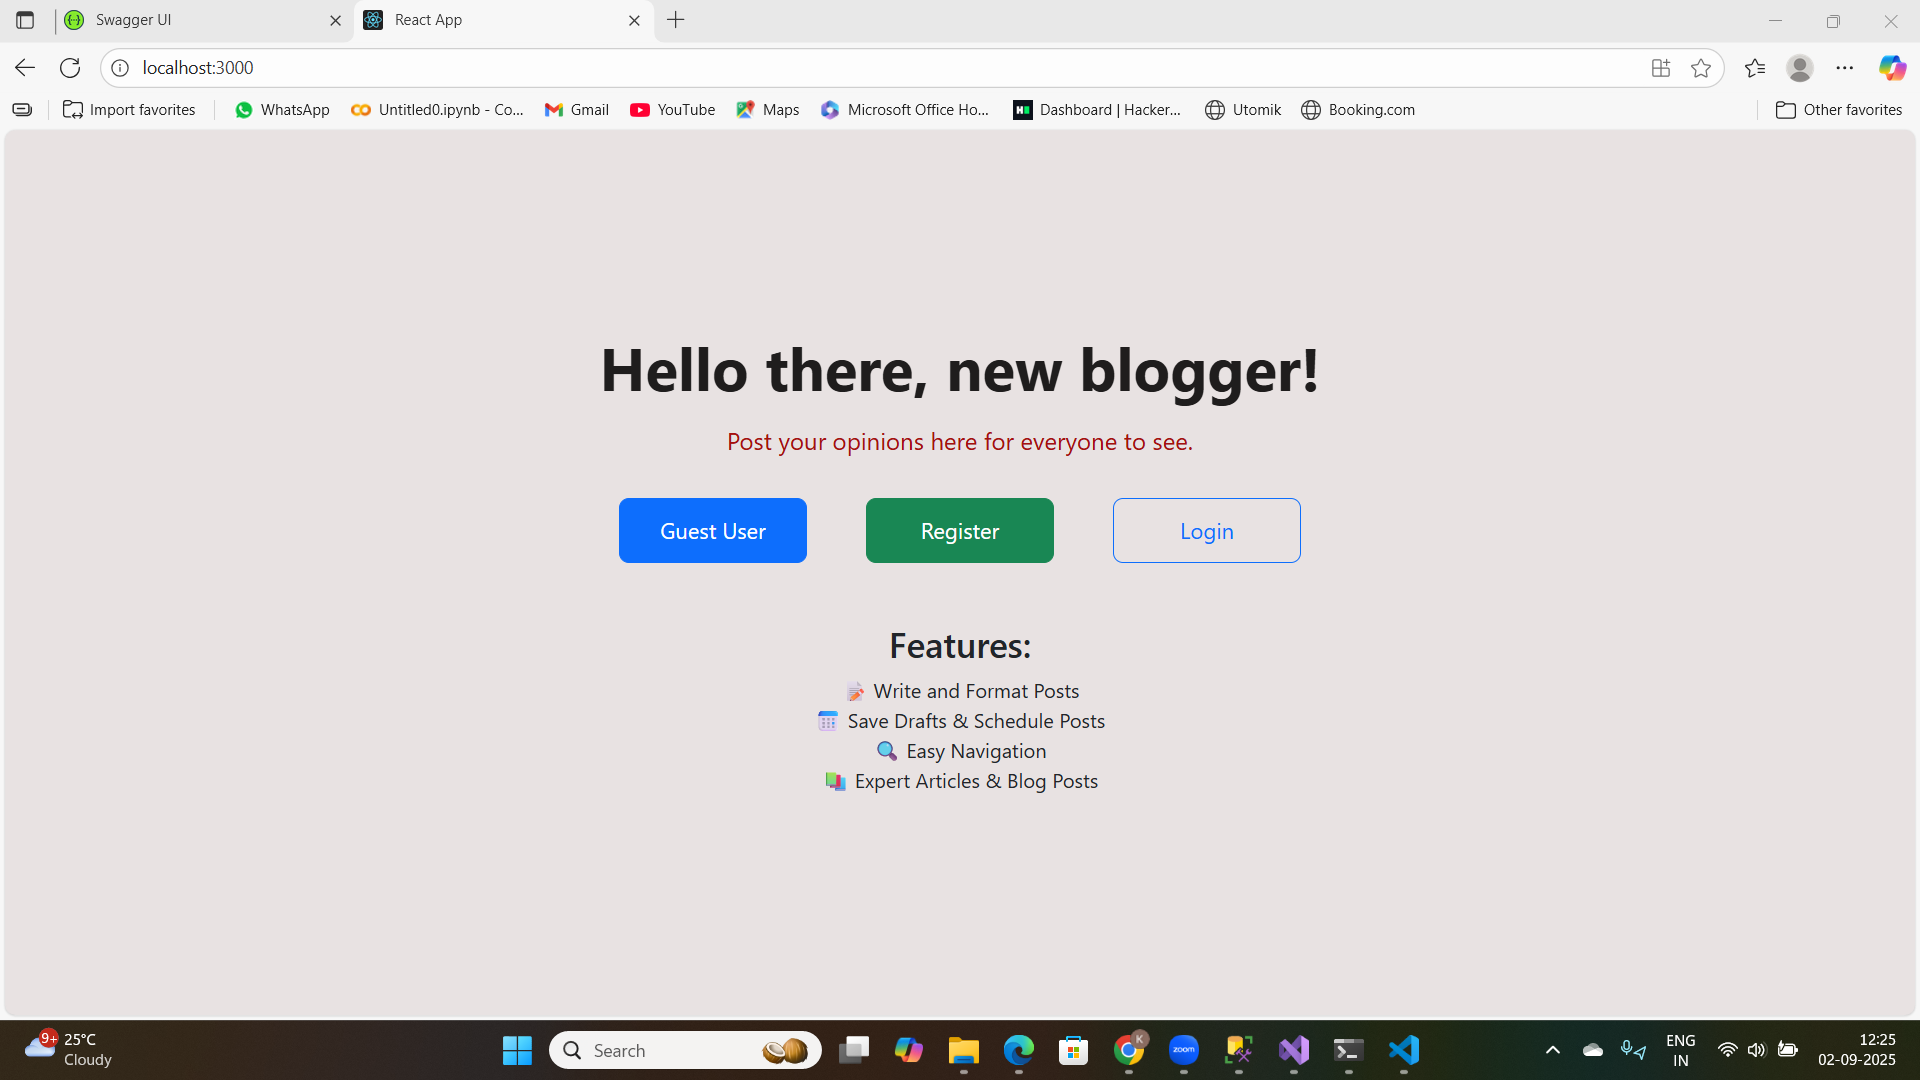 Swagger UI
React App
localhost:3000
Import favorites
WhatsApp
Untitled0.ipynb - Co...
Gmail
YouTube
Maps
Microsoft Office Ho...
Dashboard | Hacker...
Utomik
Booking.com
Other favorites
Hello there, new blogger!
Post your opinions here for everyone to see.
Guest User
Register
Login
Features:
Write and Format Posts
Save Drafts & Schedule Posts
Easy Navigation
Expert Articles & Blog Posts
9+
25°C
Cloudy
Search
K
zoom
ENG
IN
12:25
02-09-2025